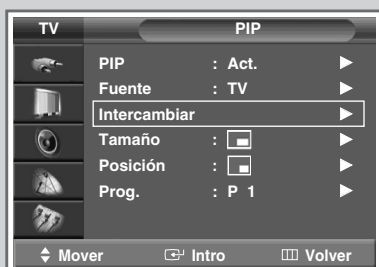 TV PIP
PIP : Act.
Fuente : TV
Intercambiar
Tamaño :
Posición :
Prog. : P 1
Mover Intro Volver